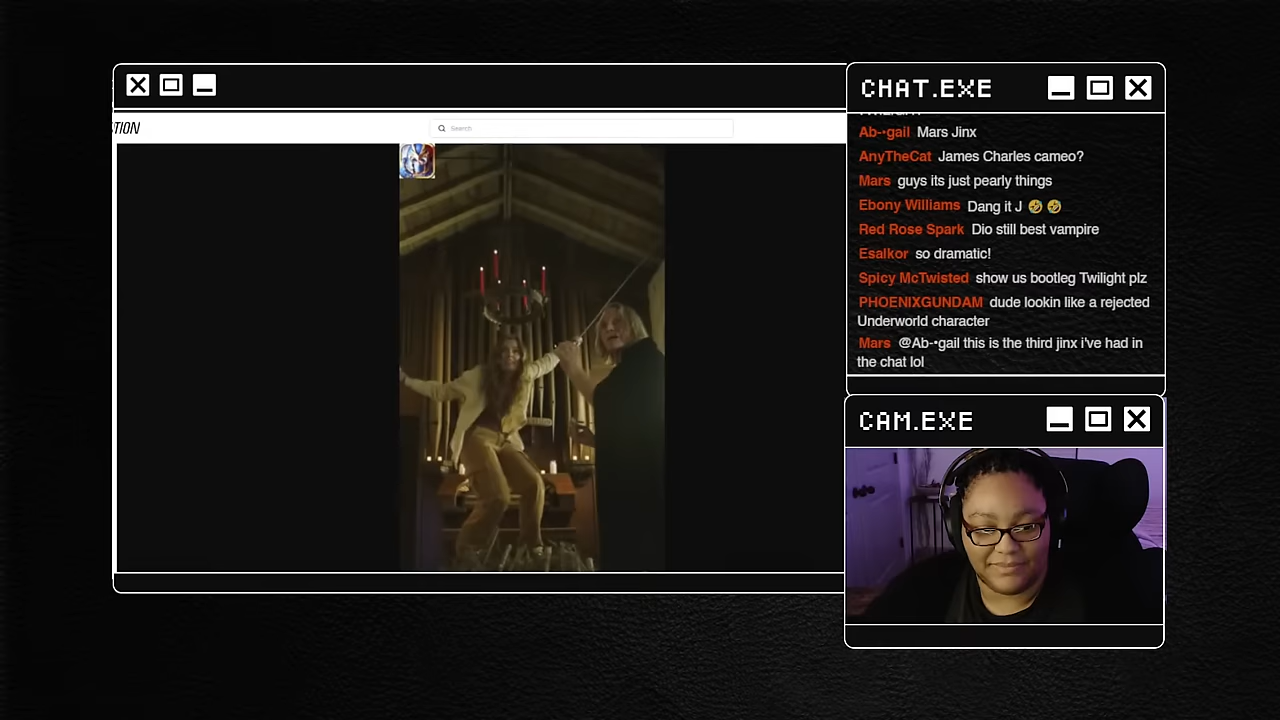 TION
Search
CHAT.EXE
Ab-•gail Mars Jinx
AnyTheCat James Charles cameo?
Mars guys its just pearly things
Ebony Williams Dang it J 🤣 🤣
Red Rose Spark Dio still best vampire
Esalkor so dramatic!
Spicy McTwisted show us bootleg Twilight plz
PHOENIXGUNDAM dude lookin like a rejected
Underworld character
Mars @Ab-•gail this is the third jinx i've had in
the chat lol
CAM.EXE